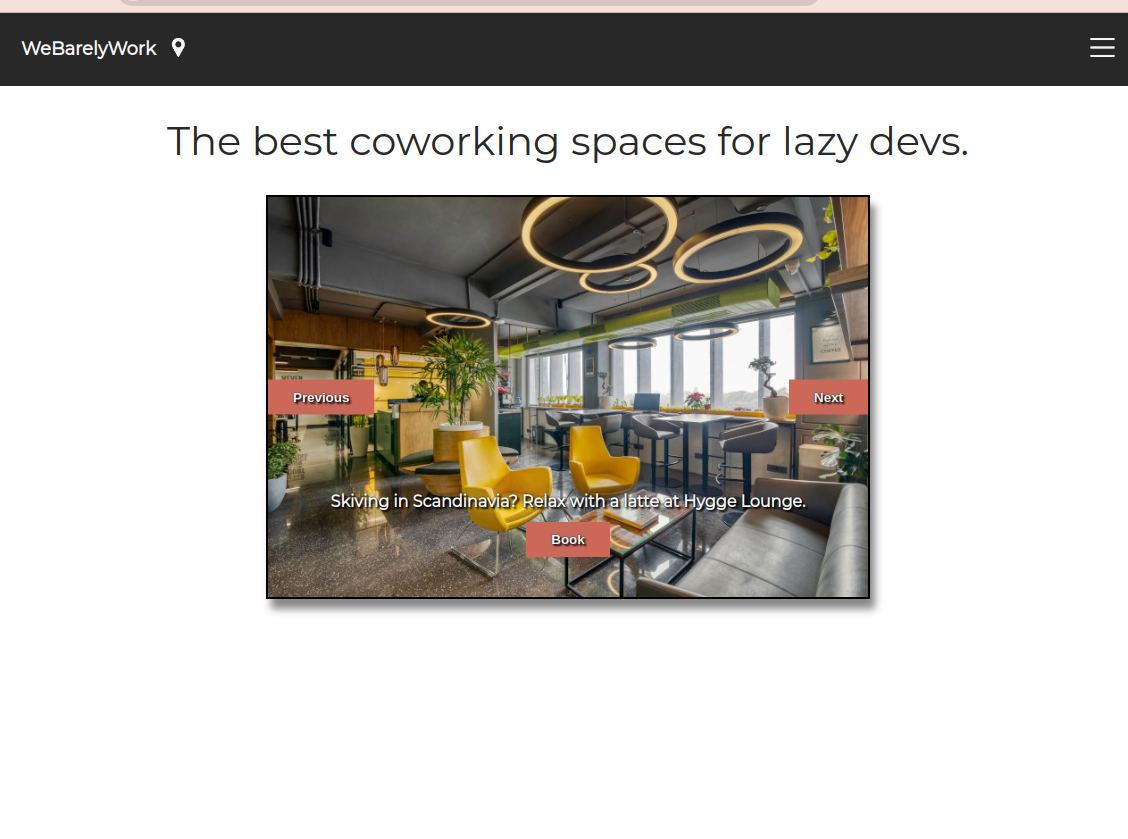 WeBarelyWork
The best coworking spaces for lazy devs.
Previous
Next
Skiving in Scandinavia? Relax with a latte at Hygge Lounge.
Book